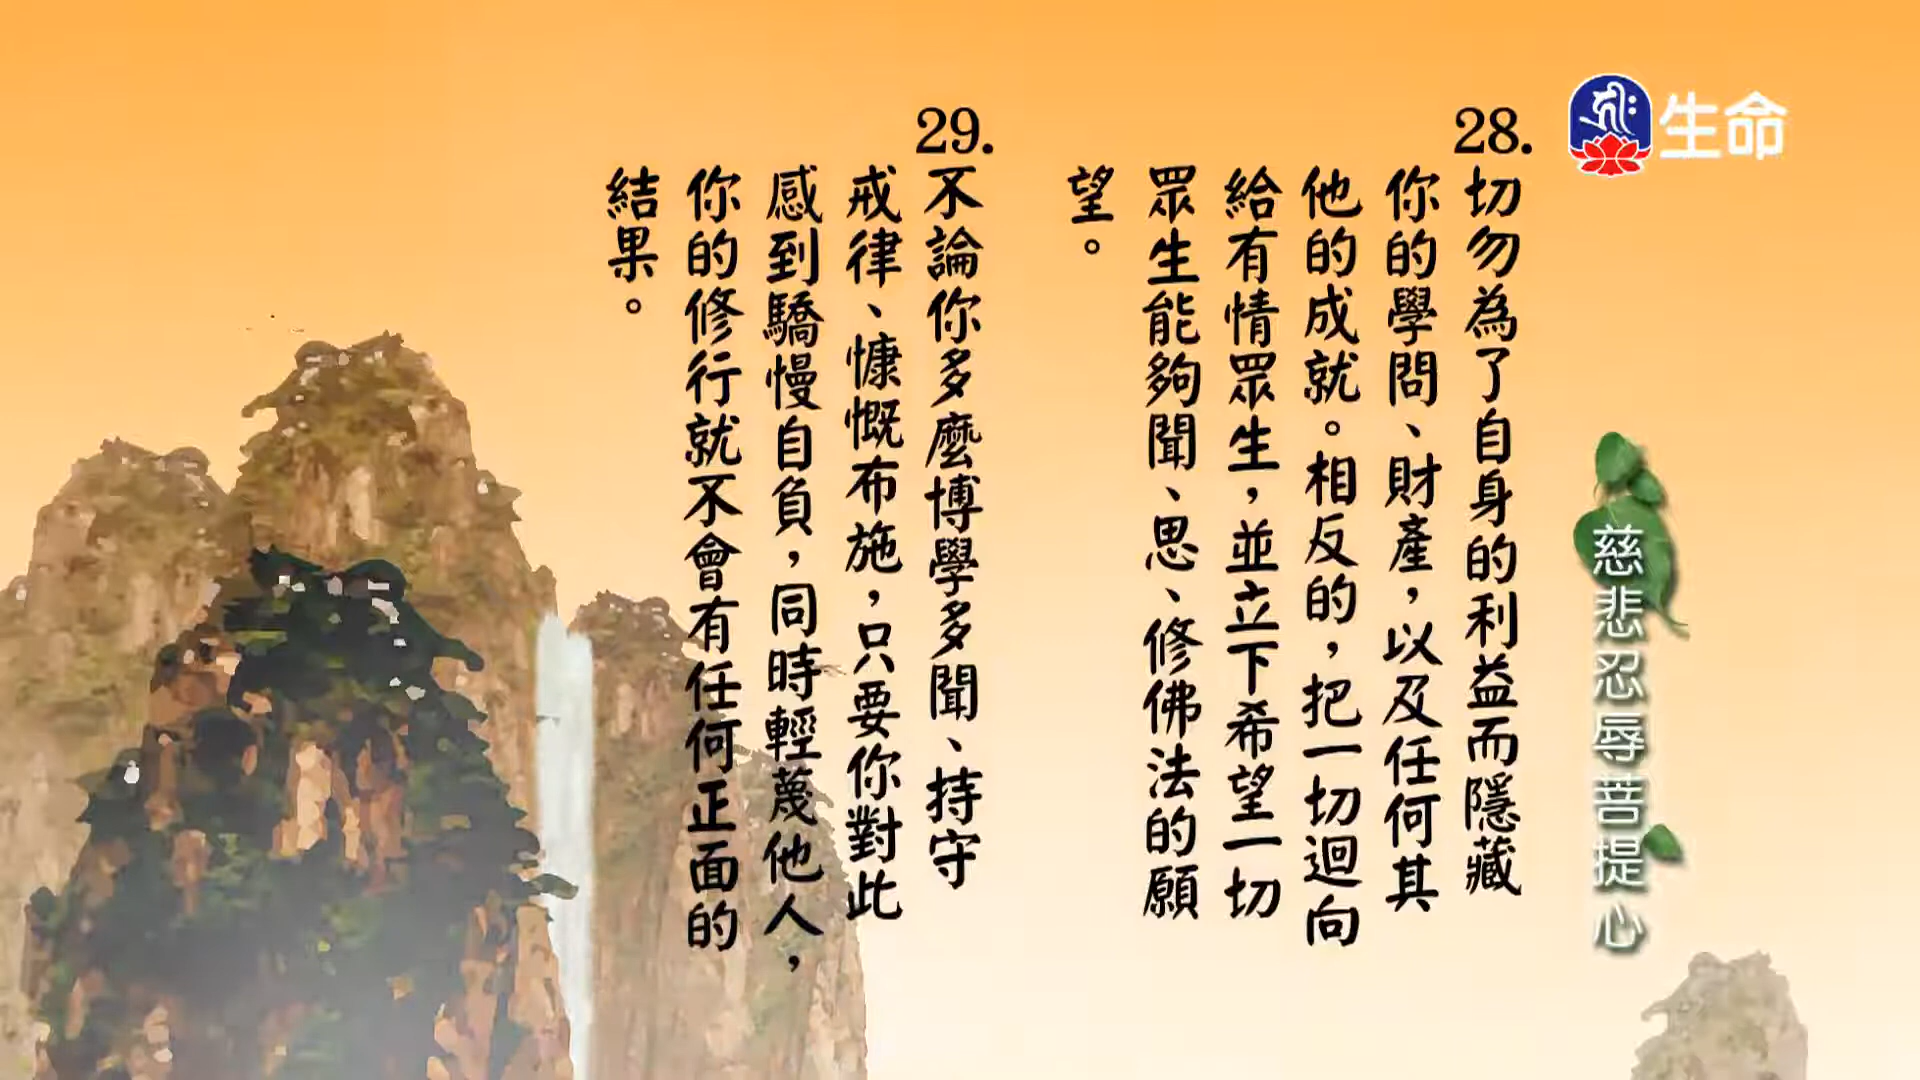 生命
慈悲忍辱菩提心
28.
切勿為了自身的利益而隱藏
你的學問、財產，以及任何其
他的成就。相反的，把一切迴向
給有情眾生，並立下希望一切
眾生能夠聞、思、修佛法的願
望。
29.
不論你多麼博學多聞、持守
戒律、慷慨布施，只要你對此
感到驕慢自負，同時輕蔑他人，
你的修行就不會有任何正面的
結果。